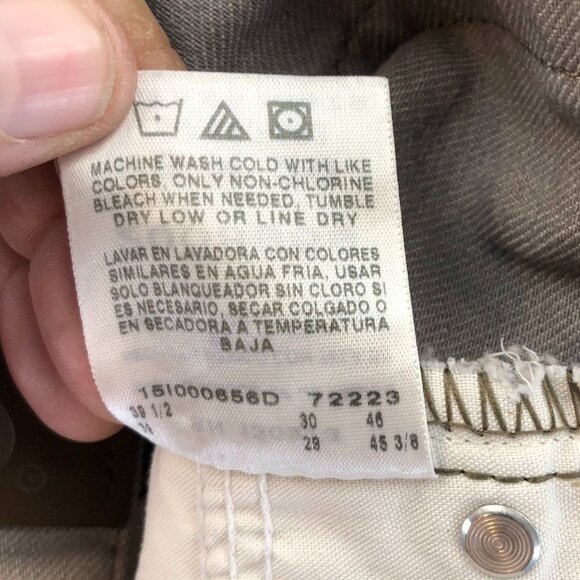 MACHINE WASH COLD WITH LIKE
COLORS, ONLY NON-CHLORINE
BLEACH WHEN NEEDED, TUMBLE
DRY LOW OR LINE DRY
LAVAR EN LAVADORA CON COLORES
SIMILARES EN AGUA FRIA, USAR
SOLO BLANQUEADOR SIN CLORO SI
ES NECESARIO, SECAR COLGADO O
EN SECADORA A TEMPERATURA
BAJA
15I000656D 72223
39 1/2 30 46
29 45 3/8